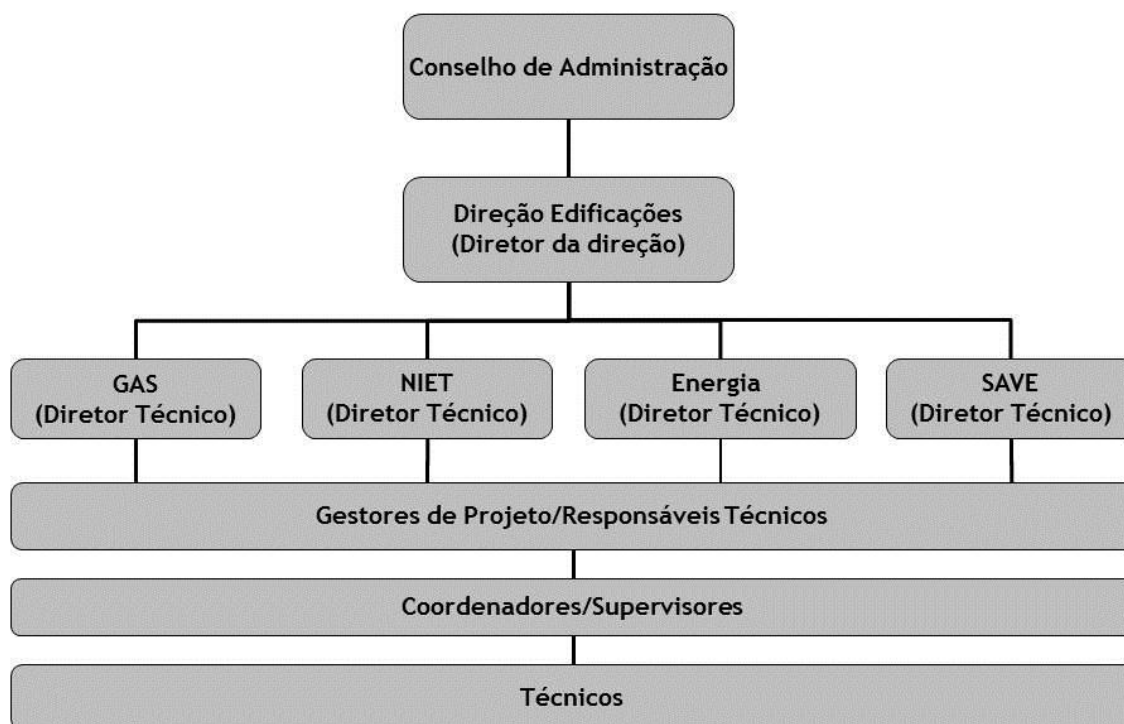 Conselho de Administração
Direção Edificações
(Diretor da direção)
GAS
(Diretor Técnico)
NIET
(Diretor Técnico)
Energia
(Diretor Técnico)
SAVE
(Diretor Técnico)
Gestores de Projeto/Responsáveis Técnicos
Coordenadores/Supervisores
Técnicos